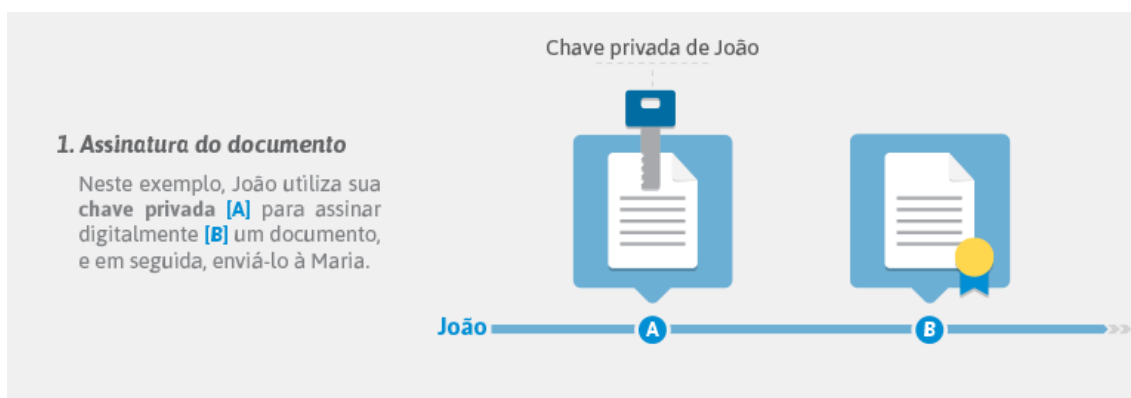 Chave privada de João
1. Assinatura do documento
Neste exemplo, João utiliza sua
chave privada [A] para assinar
digitalmente [B] um documento,
e em seguida, enviá-lo à Maria.
João
A
B